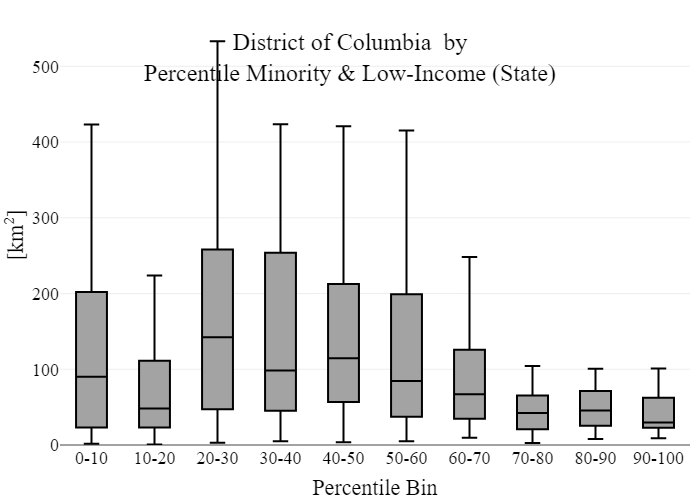 District of Columbia  by
Percentile Minority & Low-Income (State)
500
400
300
200
100
0
[km²]
0-10 10-20 20-30 30-40 40-50 50-60 60-70 70-80 80-90 90-100
Percentile Bin